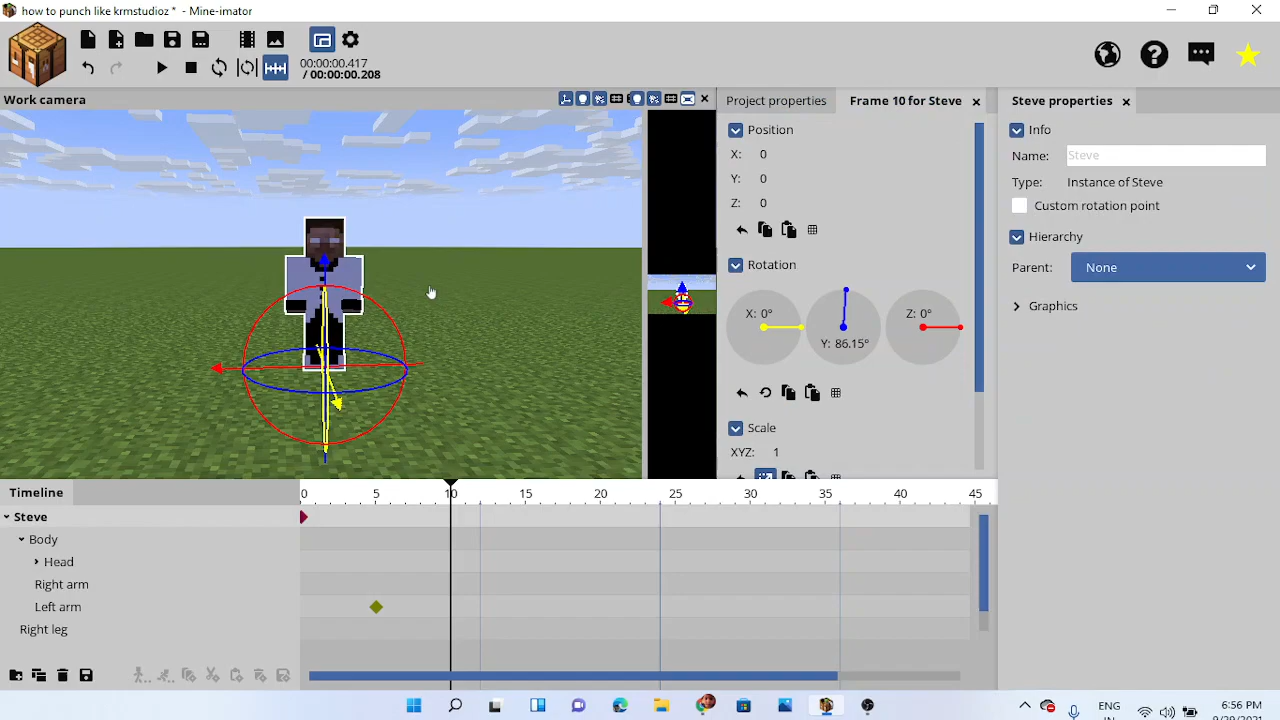 how to punch like krmstudioz * - Mine-imator
00:00:00.417
/ 00:00:00.208
Work camera
Project properties
Frame 10 for Steve
Steve properties
Position
X: 0
Y: 0
Z: 0
Rotation
X: 0°
Y: 86.15°
Z: 0°
Scale
XYZ: 1
Info
Name: Steve
Type: Instance of Steve
Custom rotation point
Hierarchy
Parent: None
Graphics
Timeline
0 5 10 15 20 25 30 35 40 45
Steve
Body
Head
Right arm
Left arm
Right leg
ENG
6:56 PM